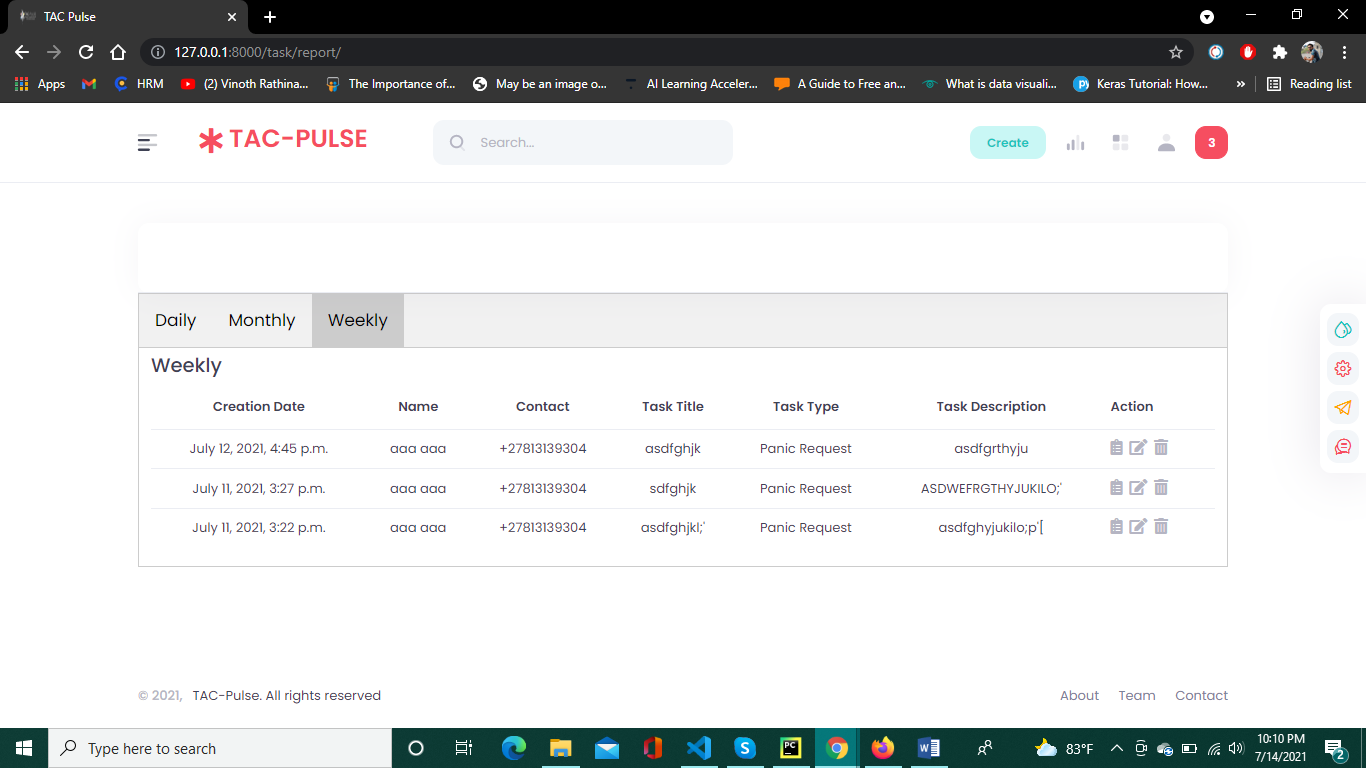 TAC Pulse
127.0.0.1:8000/task/report/
Apps HRM (2) Vinoth Rathina... The Importance of... May be an image o... AI Learning Acceler... A Guide to Free an... What is data visuali... Keras Tutorial: How... » Reading list
TAC-PULSE Search... Create 3
Daily Monthly Weekly
Weekly
Creation Date Name Contact Task Title Task Type Task Description Action
July 12, 2021, 4:45 p.m. aaa aaa +27813139304 asdfghjk Panic Request asdfgrthyju
July 11, 2021, 3:27 p.m. aaa aaa +27813139304 sdfghjk Panic Request ASDWEFRGTHYJUKILO;'
July 11, 2021, 3:22 p.m. aaa aaa +27813139304 asdfghjkl;' Panic Request asdfghyjukilo;p'[
© 2021, TAC-Pulse. All rights reserved About Team Contact
Type here to search 83°F 10:10 PM
7/14/2021 2